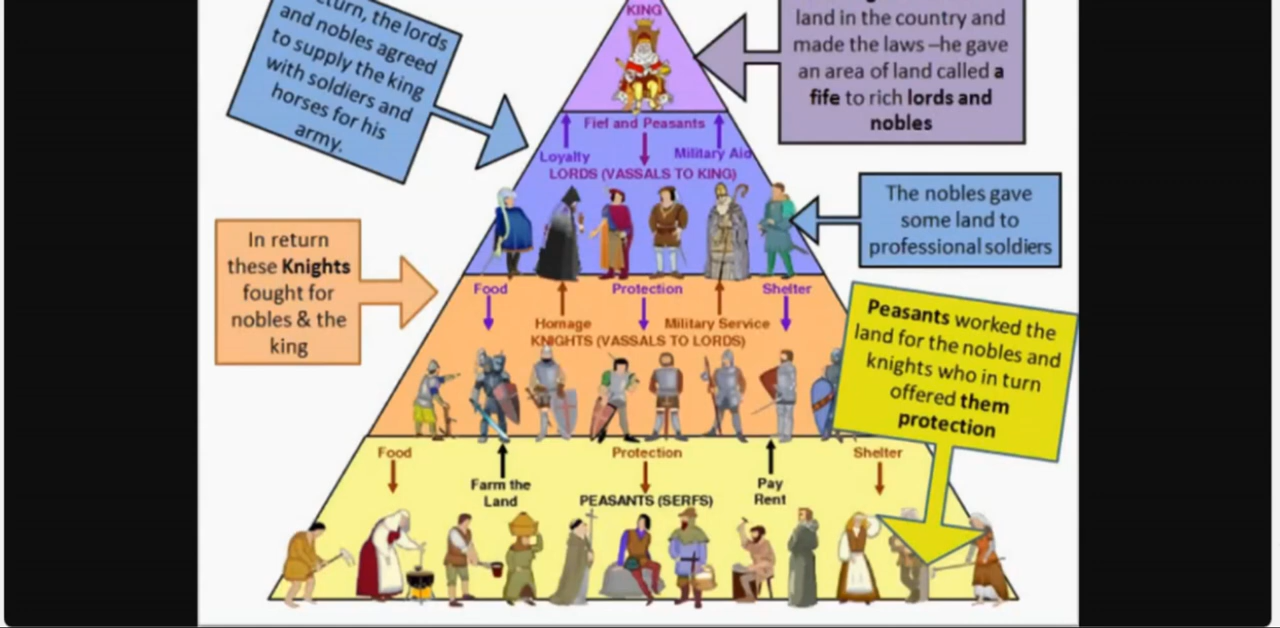 KING
turn, the lords
and nobles agreed
to supply the king
with soldiers and
horses for his
army.
land in the country and
made the laws –he gave
an area of land called a
fife to rich lords and
nobles
Fief and Peasants
Loyalty
Military Aid
LORDS (VASSALS TO KING)
The nobles gave
some land to
professional soldiers
In return
these Knights
fought for
nobles & the
king
Food
Protection
Shelter
Homage
Military Service
KNIGHTS (VASSALS TO LORDS)
Peasants worked the
land for the nobles and
knights who in turn
offered them
protection
Food
Protection
Shelter
Farm the
Land
PEASANTS (SERFS)
Pay
Rent